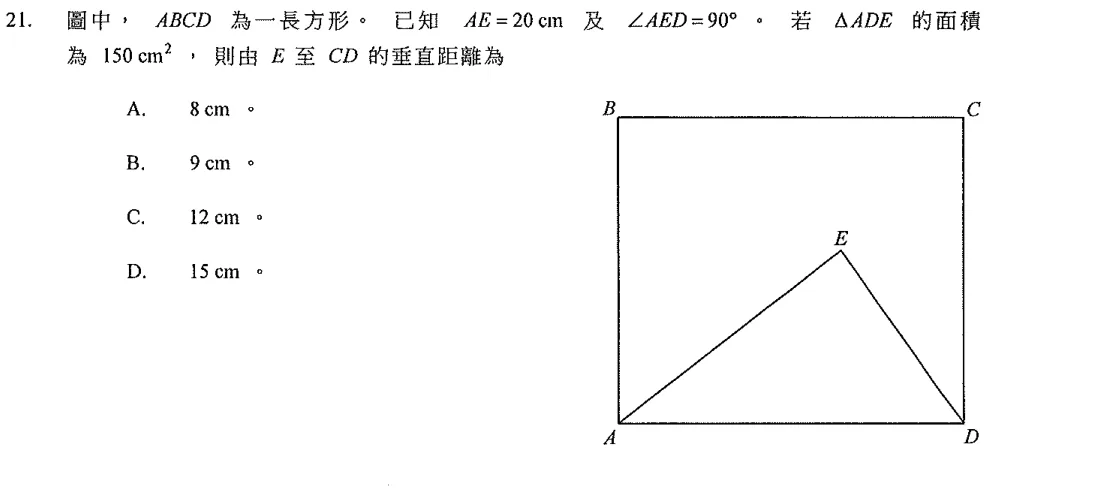 21. 圖中， ABCD 為一長方形。 已知 AE = 20 cm 及 ∠AED = 90° 。 若 ΔADE 的面積
為 150 cm² ， 則由 E 至 CD 的垂直距離為
A. 8 cm 。
B. 9 cm 。
C. 12 cm 。
D. 15 cm 。
B
C
E
A
D